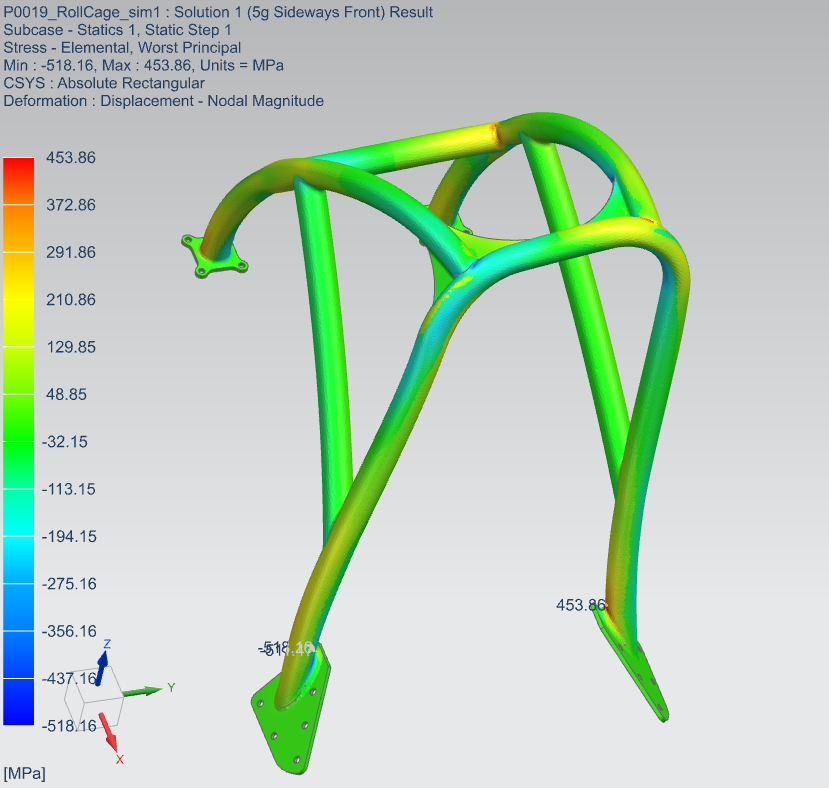 P0019_RollCage_sim1 : Solution 1 (5g Sideways Front) Result
Subcase - Statics 1, Static Step 1
Stress - Elemental, Worst Principal
Min : -518.16, Max : 453.86, Units = MPa
CSYS : Absolute Rectangular
Deformation : Displacement - Nodal Magnitude
453.86
372.86
291.86
210.86
129.85
48.85
-32.15
-113.15
-194.15
-275.16
-356.16
-437.16
-518.16
[MPa]
Z
Y
X
453.86
-518.16